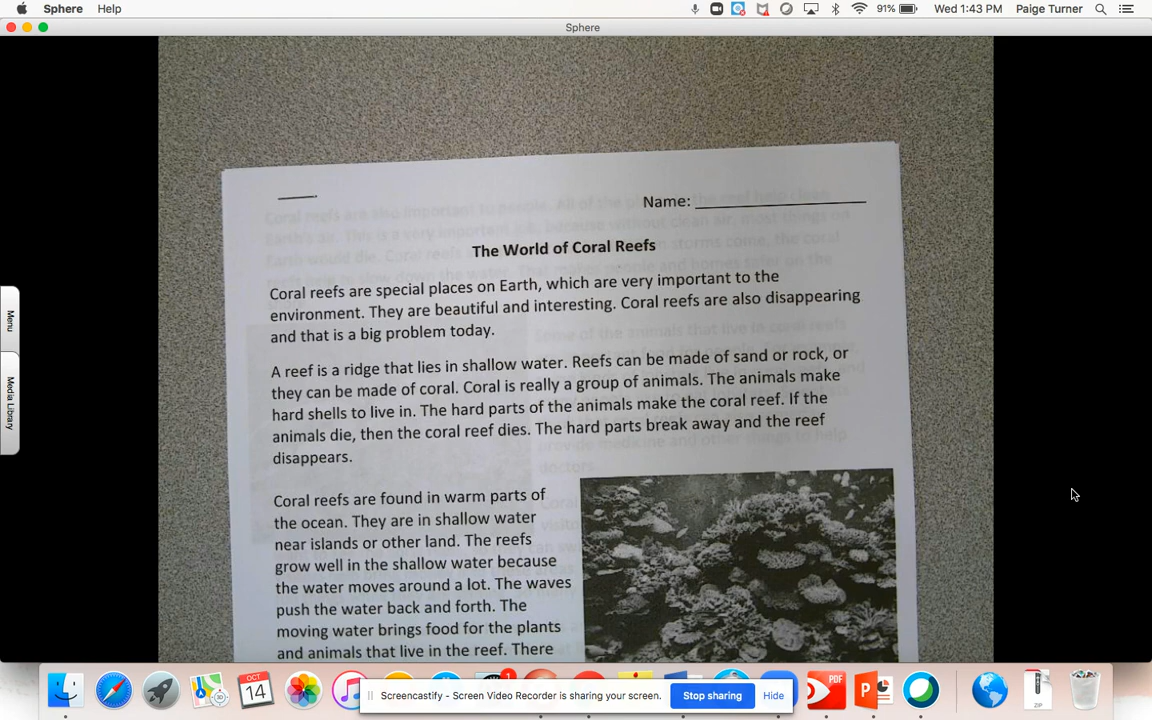 Sphere Help
91% Wed 1:43 PM Paige Turner
Sphere
Menu
Media Library
Name:
The World of Coral Reefs
Coral reefs are special places on Earth, which are very important to the
environment. They are beautiful and interesting. Coral reefs are also disappearing
and that is a big problem today.
A reef is a ridge that lies in shallow water. Reefs can be made of sand or rock, or
they can be made of coral. Coral is really a group of animals. The animals make
hard shells to live in. The hard parts of the animals make the coral reef. If the
animals die, then the coral reef dies. The hard parts break away and the reef
disappears.
Coral reefs are found in warm parts of
the ocean. They are in shallow water
near islands or other land. The reefs
grow well in the shallow water because
the water moves around a lot. The waves
push the water back and forth. The
moving water brings food for the plants
and animals that live in the reef. There
OCT
14
3D
1
PDF
P
ZIP
Screencastify - Screen Video Recorder is sharing your screen.
Stop sharing
Hide